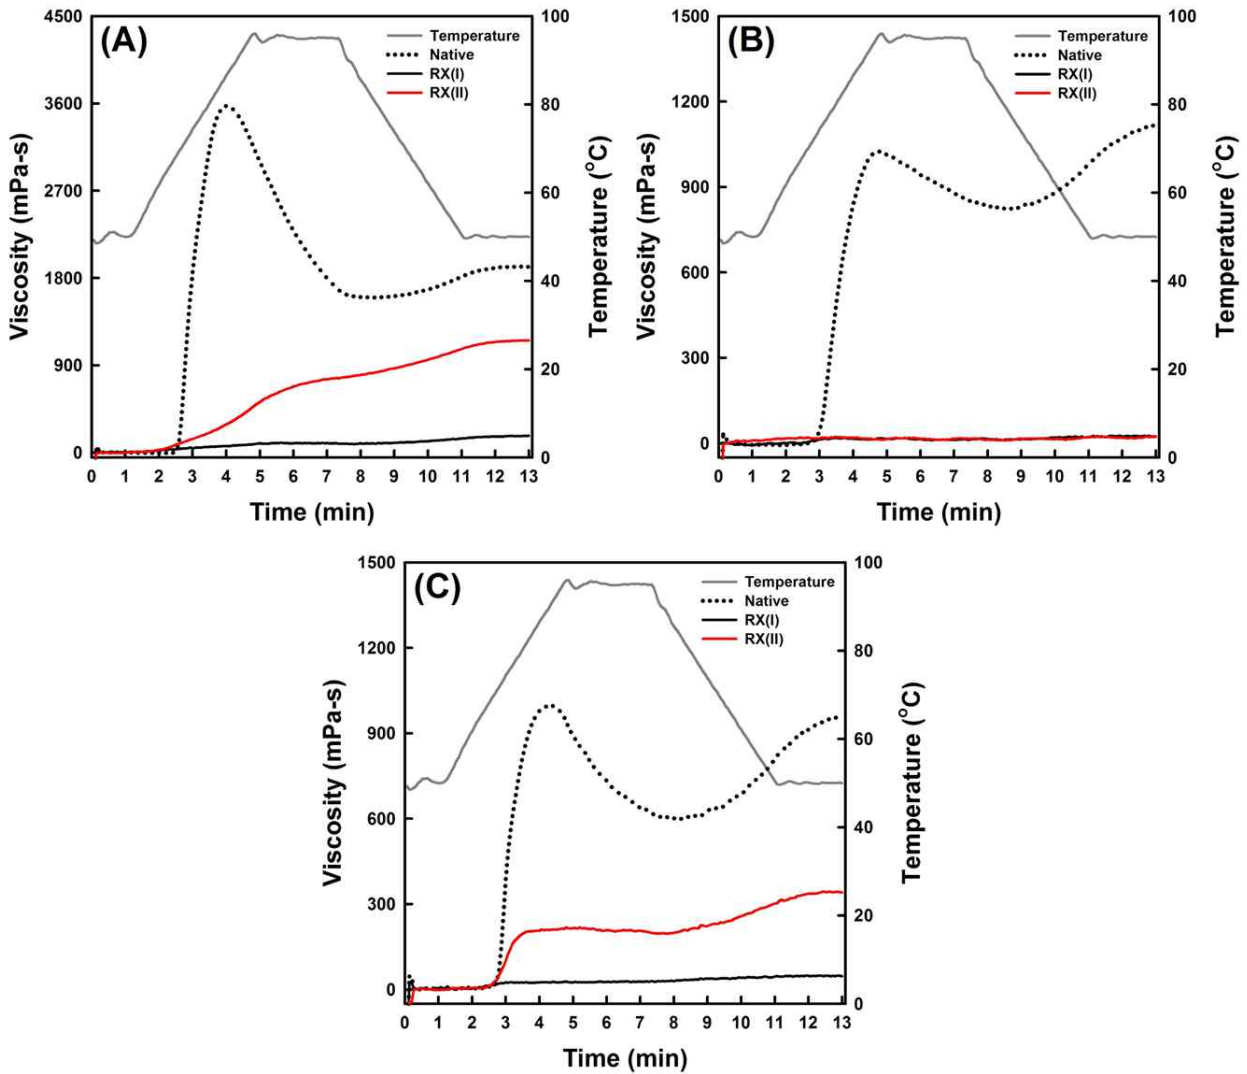 (A)
Temperature
Native
RX(I)
RX(II)
4500
3600
2700
1800
900
0
Viscosity (mPa-s)
100
80
60
40
20
0
Temperature (°C)
0 1 2 3 4 5 6 7 8 9 10 11 12 13
Time (min)
(B)
Temperature
Native
RX(I)
RX(II)
1500
1200
900
600
300
0
Viscosity (mPa-s)
100
80
60
40
20
0
Temperature (°C)
0 1 2 3 4 5 6 7 8 9 10 11 12 13
Time (min)
(C)
Temperature
Native
RX(I)
RX(II)
1500
1200
900
600
300
0
Viscosity (mPa-s)
100
80
60
40
20
0
Temperature (°C)
0 1 2 3 4 5 6 7 8 9 10 11 12 13
Time (min)